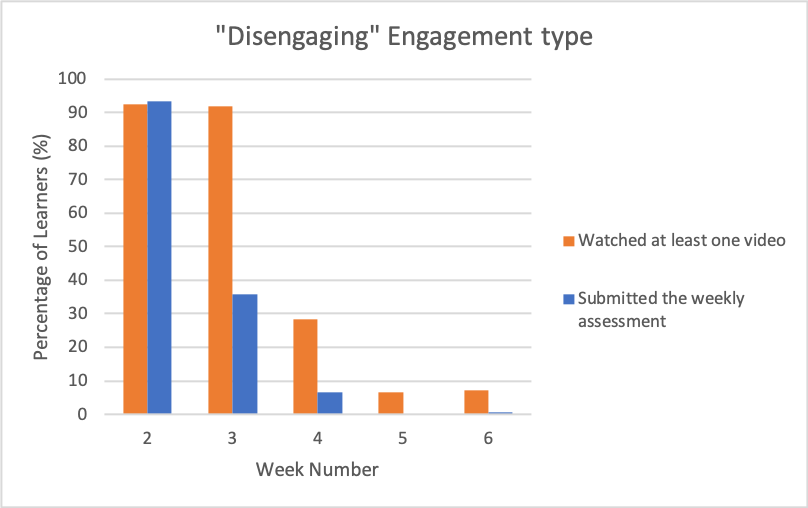 "Disengaging" Engagement type
Percentage of Learners (%)
100
90
80
70
60
50
40
30
20
10
0
2 3 4 5 6
Week Number
Watched at least one video
Submitted the weekly
assessment